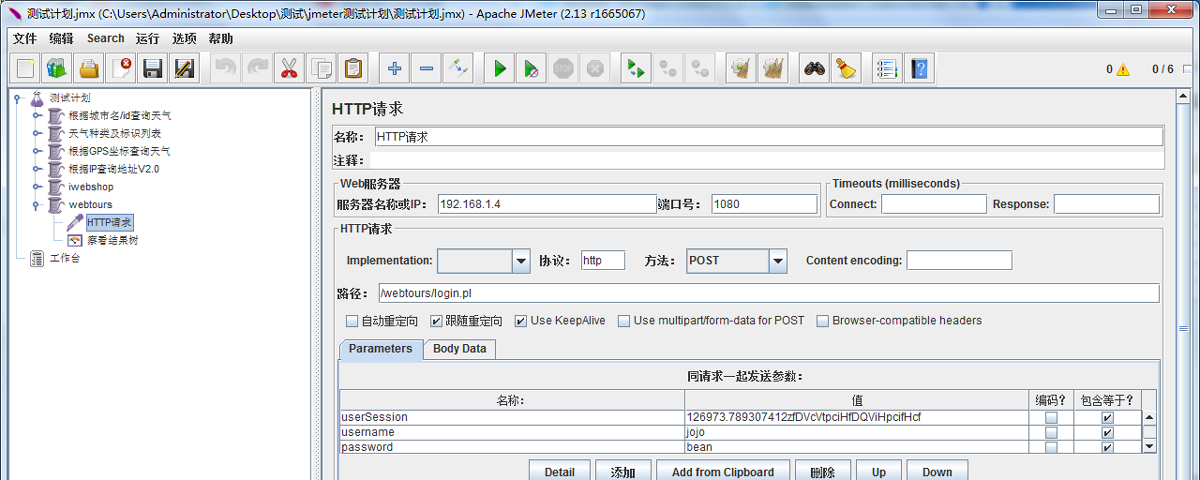 测试计划.jmx (C:\Users\Administrator\Desktop\测试\jmeter测试计划\测试计划.jmx) - Apache JMeter (2.13 r1665067)
文件 编辑 Search 运行 选项 帮助
0 0 / 6
测试计划
根据城市名/id查询天气
天气种类及标识列表
根据GPS坐标查询天气
根据IP查询地址V2.0
iwebshop
webtours
HTTP请求
察看结果树
工作台
HTTP请求
名称: HTTP请求
注释:
Web服务器
服务器名称或IP: 192.168.1.4 端口号: 1080
Timeouts (milliseconds)
Connect: Response:
HTTP请求
Implementation: 协议: http 方法: POST Content encoding:
路径: /webtours/login.pl
自动重定向 跟随重定向 Use KeepAlive Use multipart/form-data for POST Browser-compatible headers
Parameters Body Data
同请求一起发送参数:
名称: 值 编码? 包含等于?
userSession 126973.789307412zfDVcVtpciHfDQViHpcifHcf
username jojo
password bean
Detail 添加 Add from Clipboard 删除 Up Down